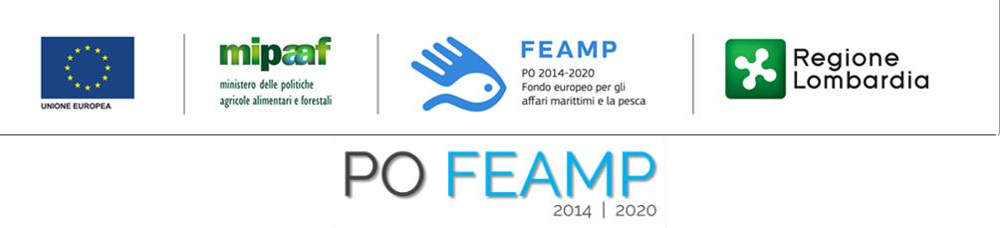 UNIONE EUROPEA
mipaaf
ministero delle politiche
agricole alimentari e forestali
FEAMP
PO 2014-2020
Fondo europeo per gli
affari marittimi e la pesca
Regione
Lombardia
PO FEAMP
2014 | 2020